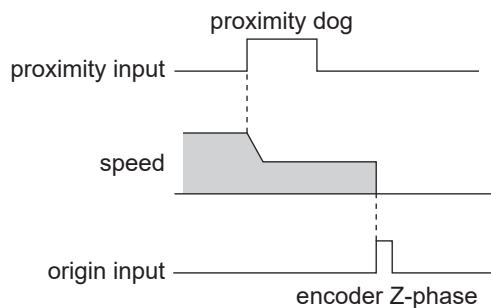 proximity dog
proximity input
speed
origin input
encoder Z-phase